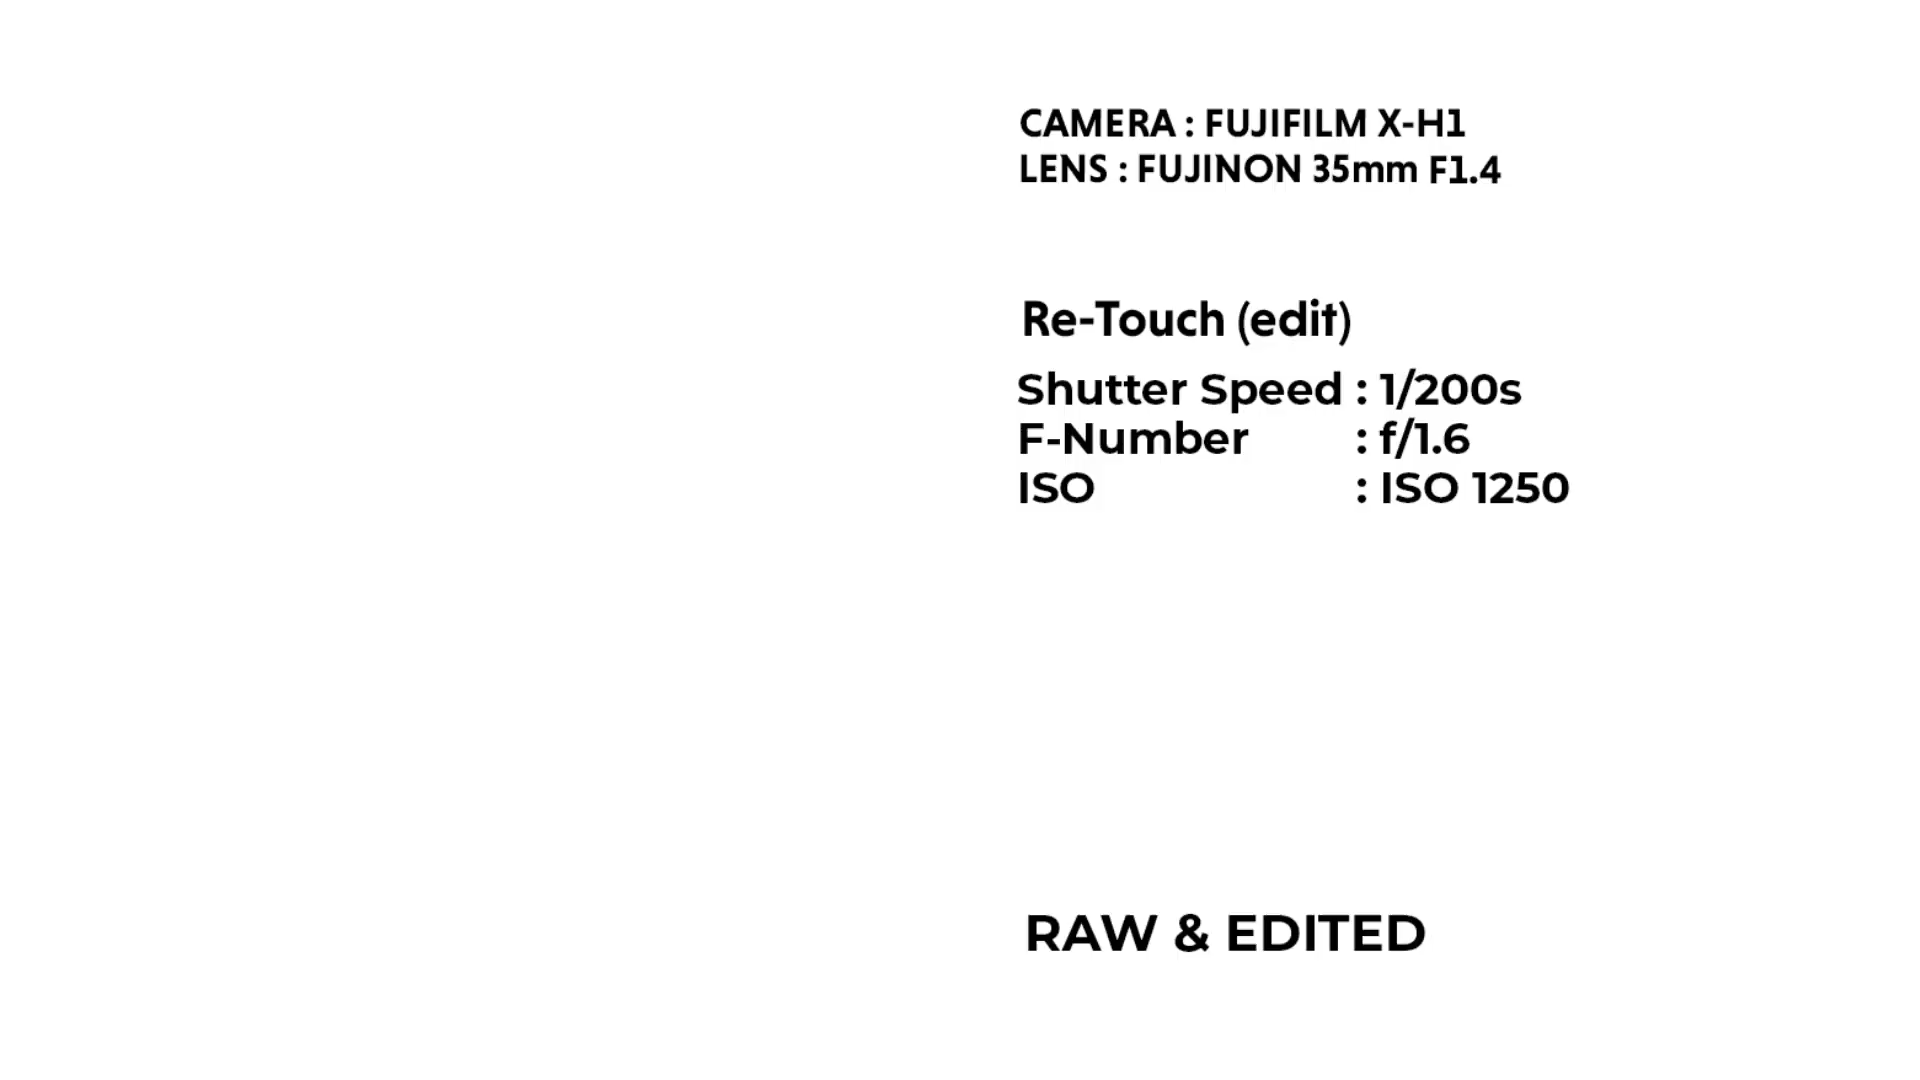 CAMERA : FUJIFILM X-H1
LENS : FUJINON 35mm F1.4
Re-Touch (edit)
Shutter Speed : 1/200s
F-Number : f/1.6
ISO : ISO 1250
RAW & EDITED